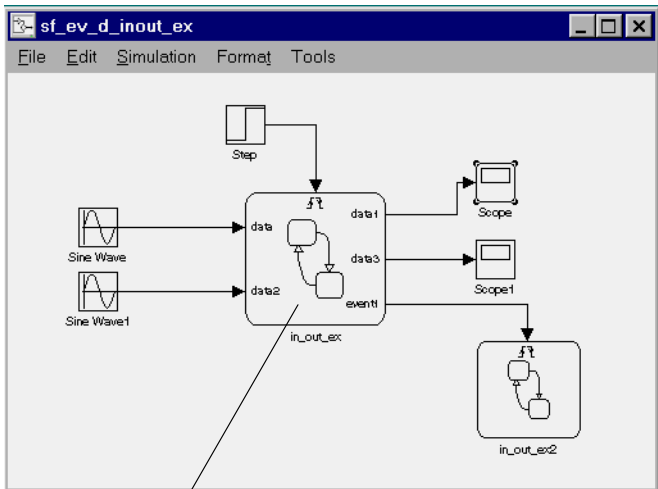 sf_ev_d_inout_ex
File Edit Simulation Format Tools
Step
data
data2
data1
data3
event1
in_out_ex
Sine Wave
Sine Wave1
Scope
Scope1
in_out_ex2